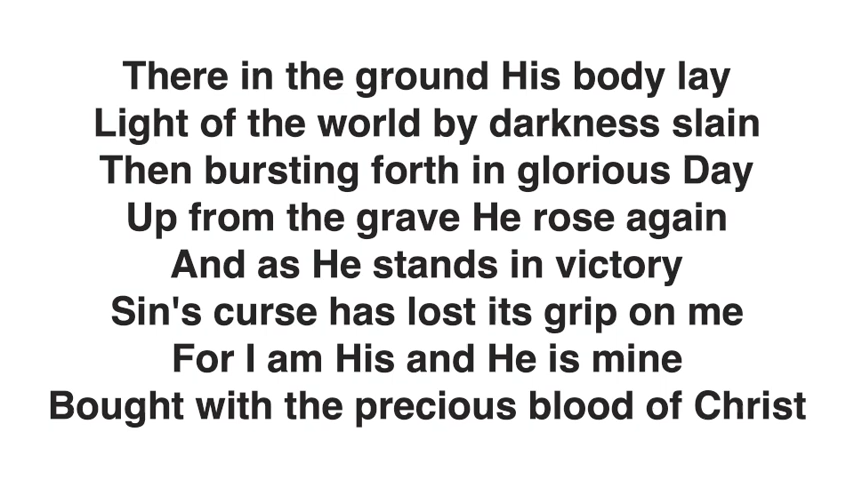 There in the ground His body lay
Light of the world by darkness slain
Then bursting forth in glorious Day
Up from the grave He rose again
And as He stands in victory
Sin's curse has lost its grip on me
For I am His and He is mine
Bought with the precious blood of Christ